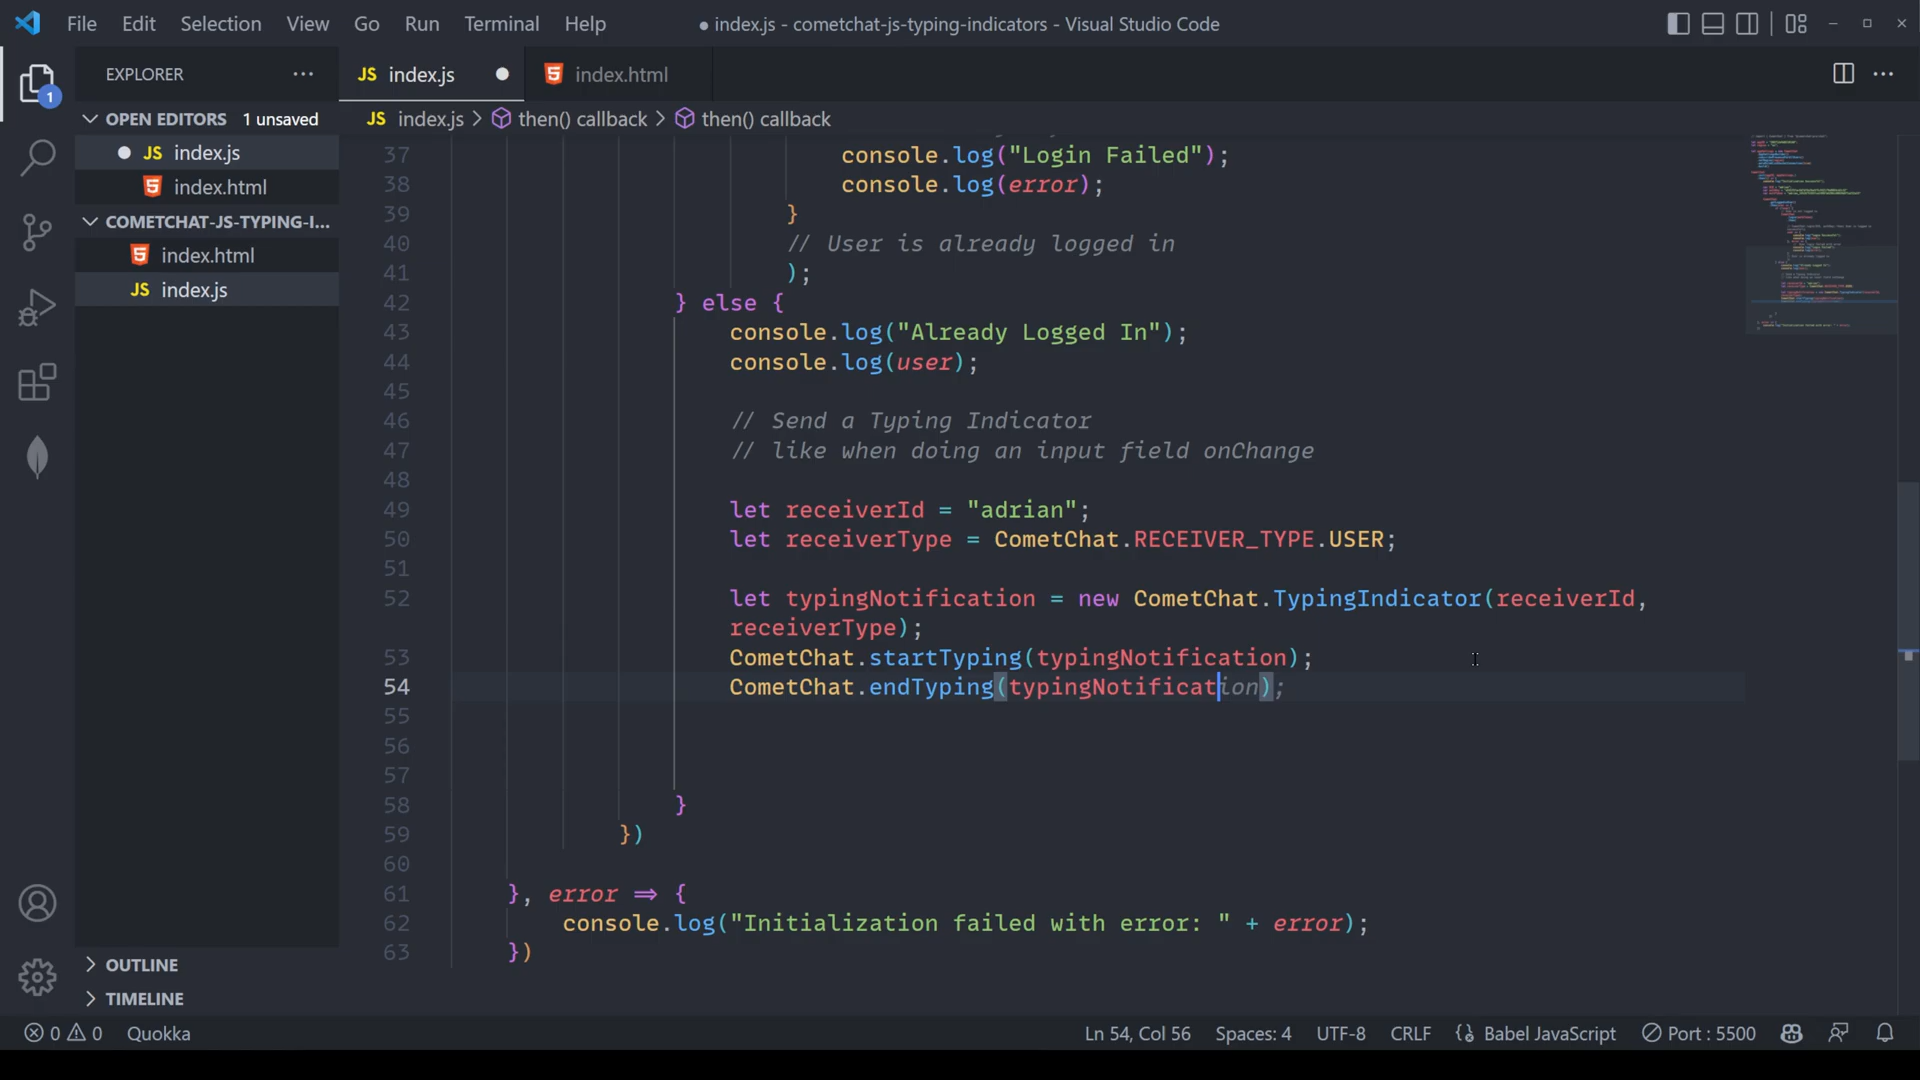 File Edit Selection View Go Run Terminal Help
● index.js - cometchat-js-typing-indicators - Visual Studio Code
EXPLORER ···
JS index.js
5 index.html
1
OPEN EDITORS 1 unsaved
JS index.js > then() callback > then() callback
JS index.js
5 index.html
COMETCHAT-JS-TYPING-I...
5 index.html
JS index.js
37 console.log("Login Failed");
38 console.log(error);
39 }
40 // User is already logged in
41 );
42 } else {
43 console.log("Already Logged In");
44 console.log(user);
45
46 // Send a Typing Indicator
47 // like when doing an input field onChange
48
49 let receiverId = "adrian";
50 let receiverType = CometChat.RECEIVER_TYPE.USER;
51
52 let typingNotification = new CometChat.TypingIndicator(receiverId,
receiverType);
53 CometChat.startTyping(typingNotification);
54 CometChat.endTyping(typingNotification);
55
56
57
58 }
59 })
60
61 }, error ⇒ {
62 console.log("Initialization failed with error: " + error);
63 })
OUTLINE
TIMELINE
0 0 Quokka
Ln 54, Col 56 Spaces: 4 UTF-8 CRLF Babel JavaScript Port : 5500